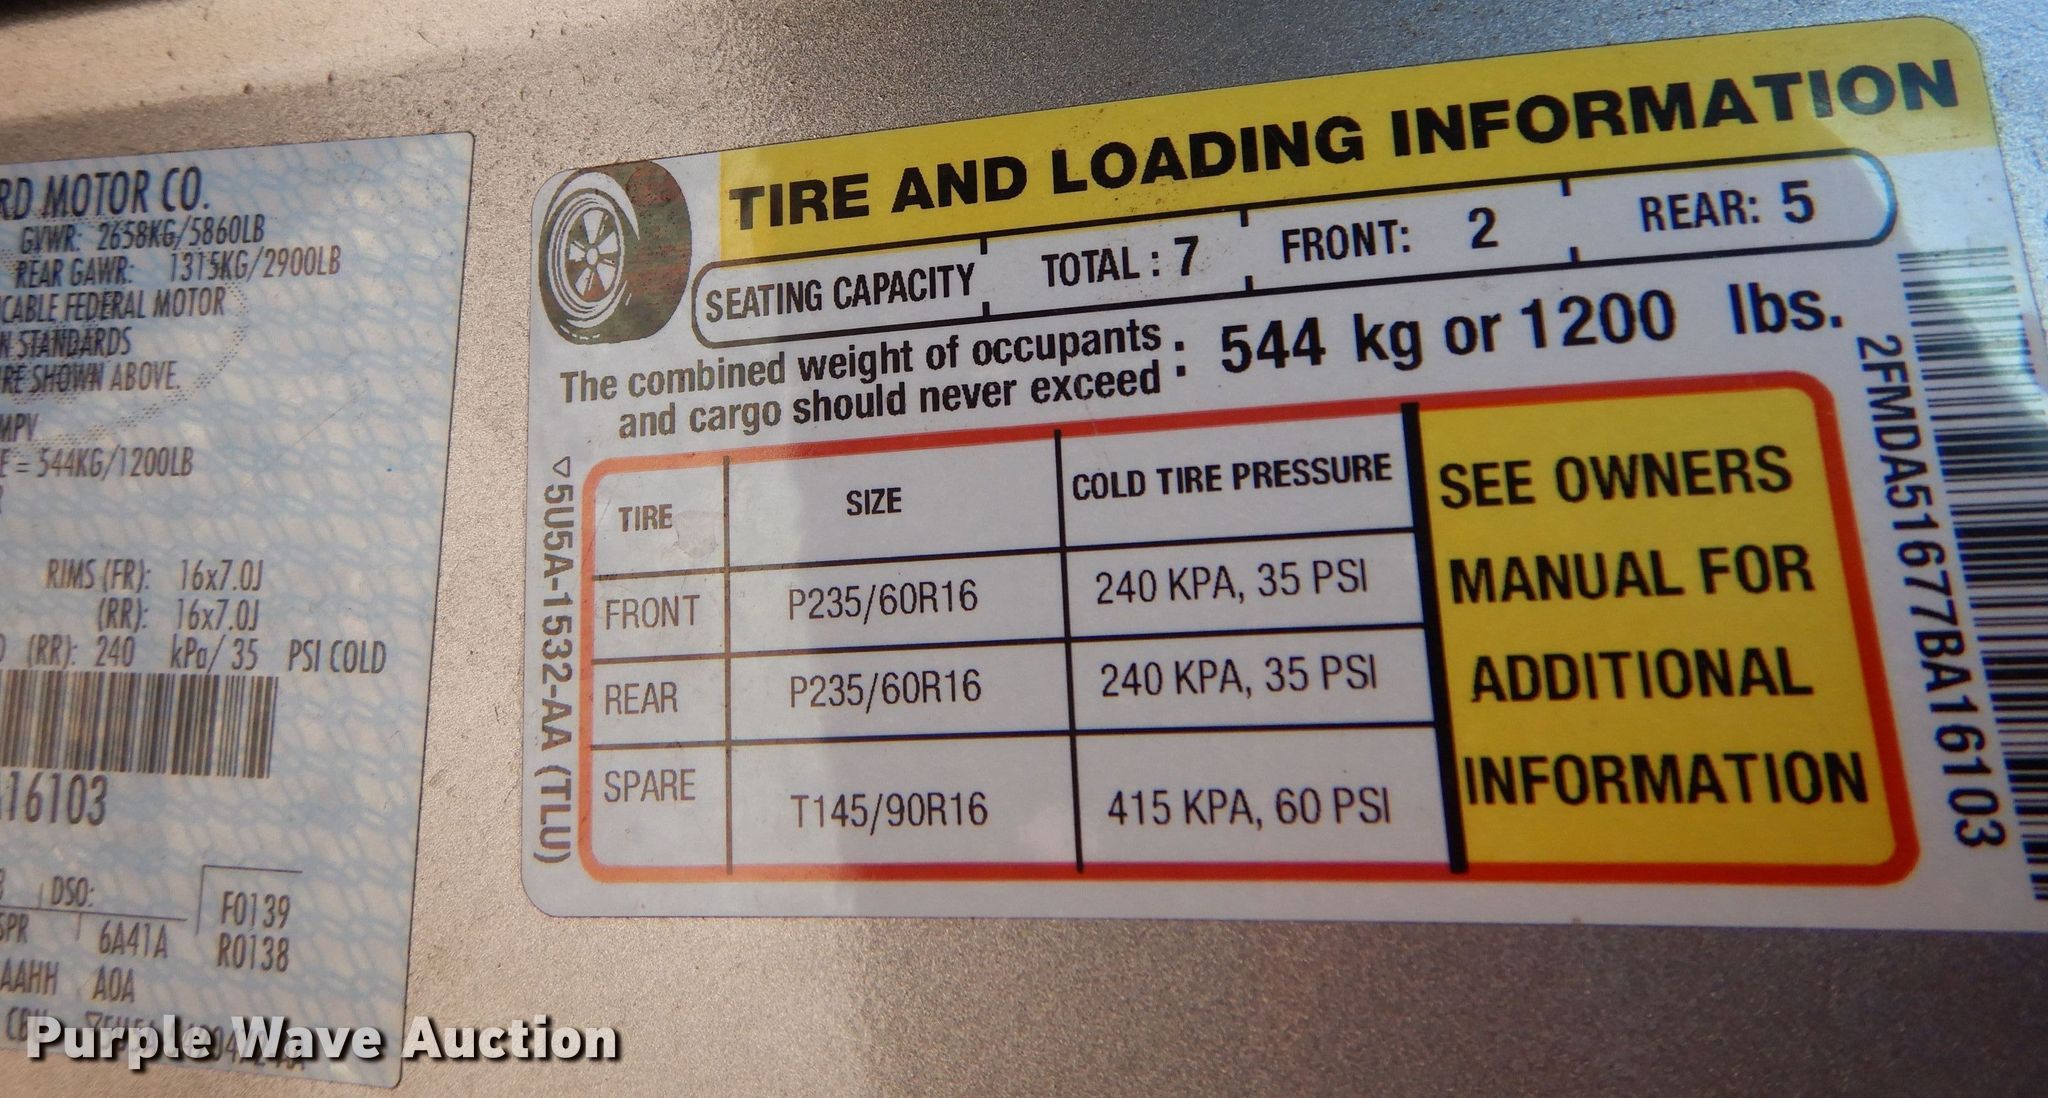 RD MOTOR CO.
GVWR: 2658KG/5860LB
REAR GAWR: 1315KG/2900LB
CABLE FEDERAL MOTOR
N STANDARDS
RE SHOWN ABOVE.
MPV
E = 544KG/1200LB
RIMS (FR): 16x7.0J
(RR): 16x7.0J
(RR): 240 kPa/ 35 PSI COLD
16103
DSO:
F0139
SPR 6A41A R0138
AAHH A0A
TIRE AND LOADING INFORMATION
SEATING CAPACITY TOTAL : 7 FRONT: 2 REAR: 5
The combined weight of occupants
and cargo should never exceed : 544 kg or 1200 lbs.
TIRE SIZE COLD TIRE PRESSURE
FRONT P235/60R16 240 KPA, 35 PSI
REAR P235/60R16 240 KPA, 35 PSI
SPARE T145/90R16 415 KPA, 60 PSI
SEE OWNERS
MANUAL FOR
ADDITIONAL
INFORMATION
5U5A-1532-AA (TLU)
2FMDA51677BA16103
Purple Wave Auction